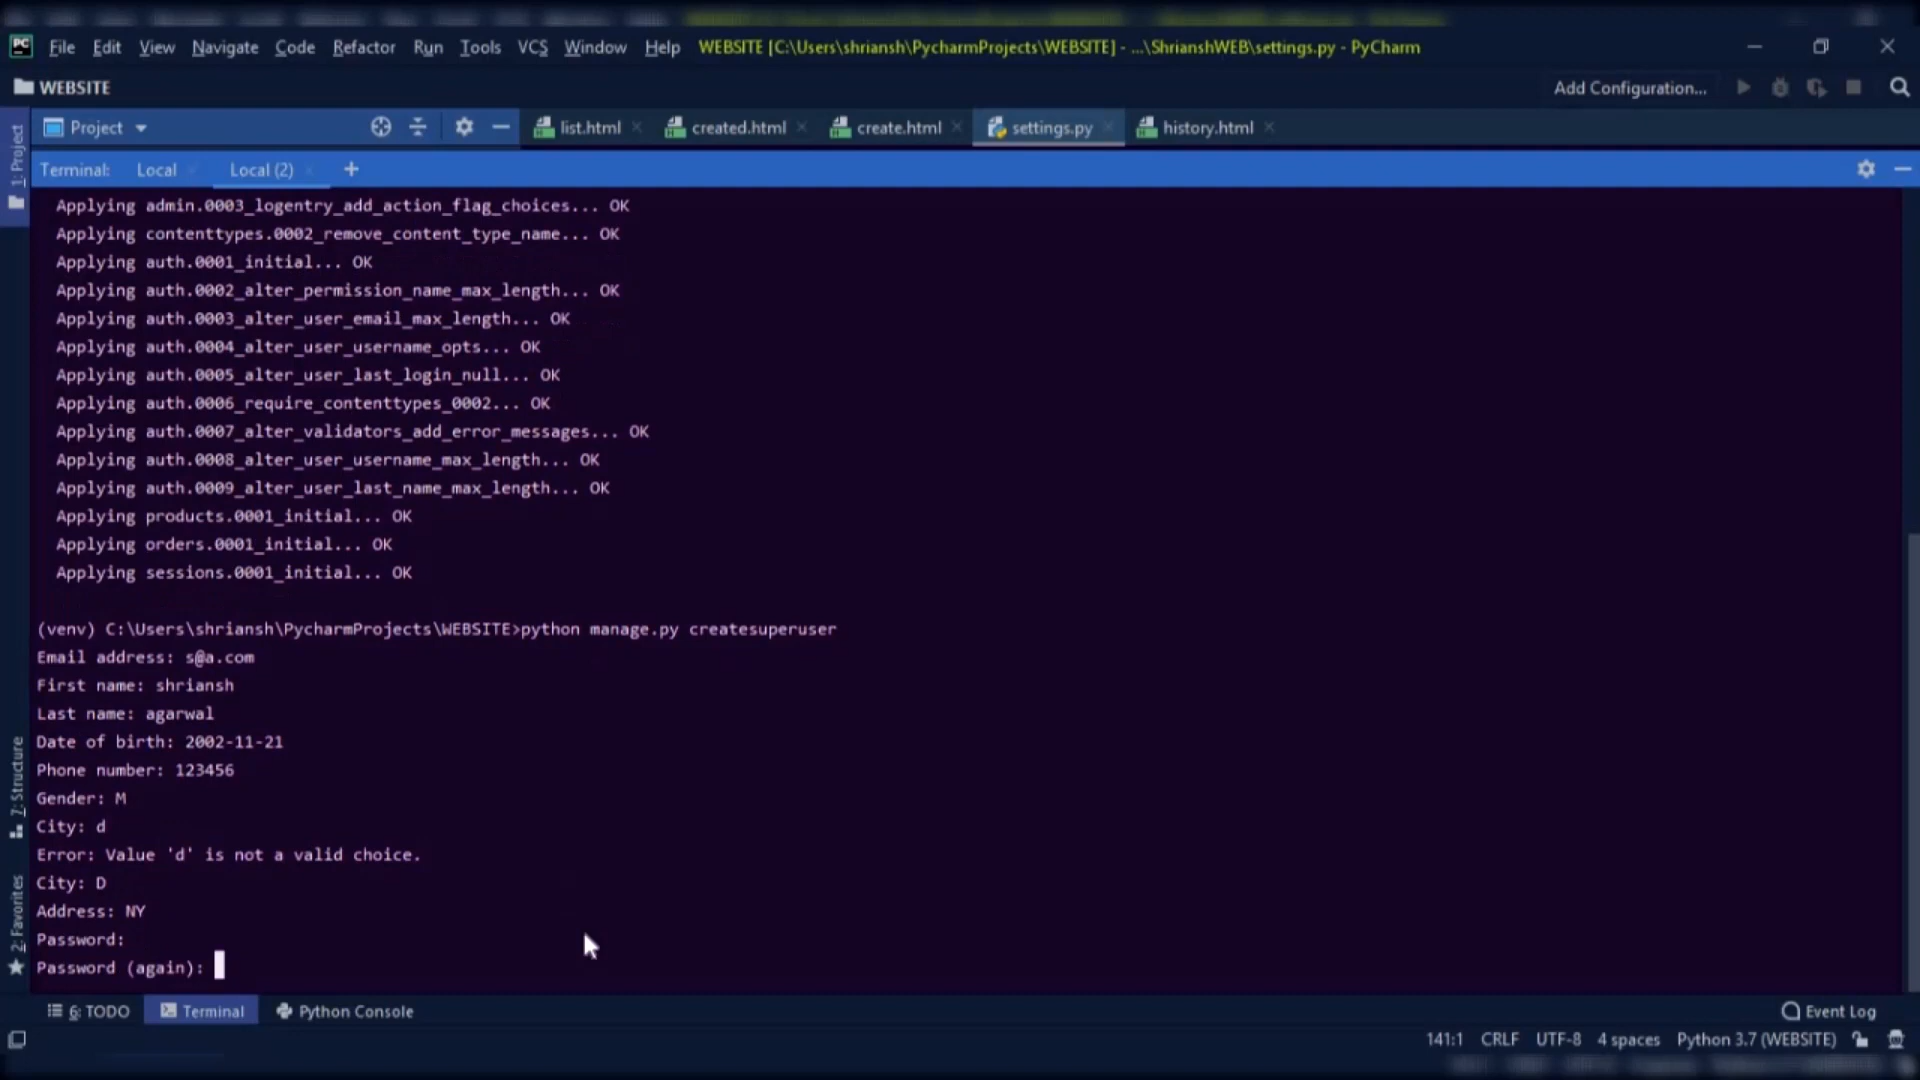 File Edit View Navigate Code Refactor Run Tools VCS Window Help WEBSITE [C:\Users\shriansh\PycharmProjects\WEBSITE] - ...\ShrianshWEB\settings.py - PyCharm
WEBSITE Add Configuration...
1: Project
Project list.html created.html create.html settings.py history.html
Terminal: Local Local (2) +
Applying admin.0003_logentry_add_action_flag_choices... OK
Applying contenttypes.0002_remove_content_type_name... OK
Applying auth.0001_initial... OK
Applying auth.0002_alter_permission_name_max_length... OK
Applying auth.0003_alter_user_email_max_length... OK
Applying auth.0004_alter_user_username_opts... OK
Applying auth.0005_alter_user_last_login_null... OK
Applying auth.0006_require_contenttypes_0002... OK
Applying auth.0007_alter_validators_add_error_messages... OK
Applying auth.0008_alter_user_username_max_length... OK
Applying auth.0009_alter_user_last_name_max_length... OK
Applying products.0001_initial... OK
Applying orders.0001_initial... OK
Applying sessions.0001_initial... OK
(venv) C:\Users\shriansh\PycharmProjects\WEBSITE>python manage.py createsuperuser
Email address: s@a.com
First name: shriansh
Last name: agarwal
Date of birth: 2002-11-21
Phone number: 123456
Gender: M
City: d
Error: Value 'd' is not a valid choice.
City: D
Address: NY
Password:
Password (again):
7: Structure
2: Favorites
6: TODO Terminal Python Console Event Log
141:1 CRLF UTF-8 4 spaces Python 3.7 (WEBSITE)